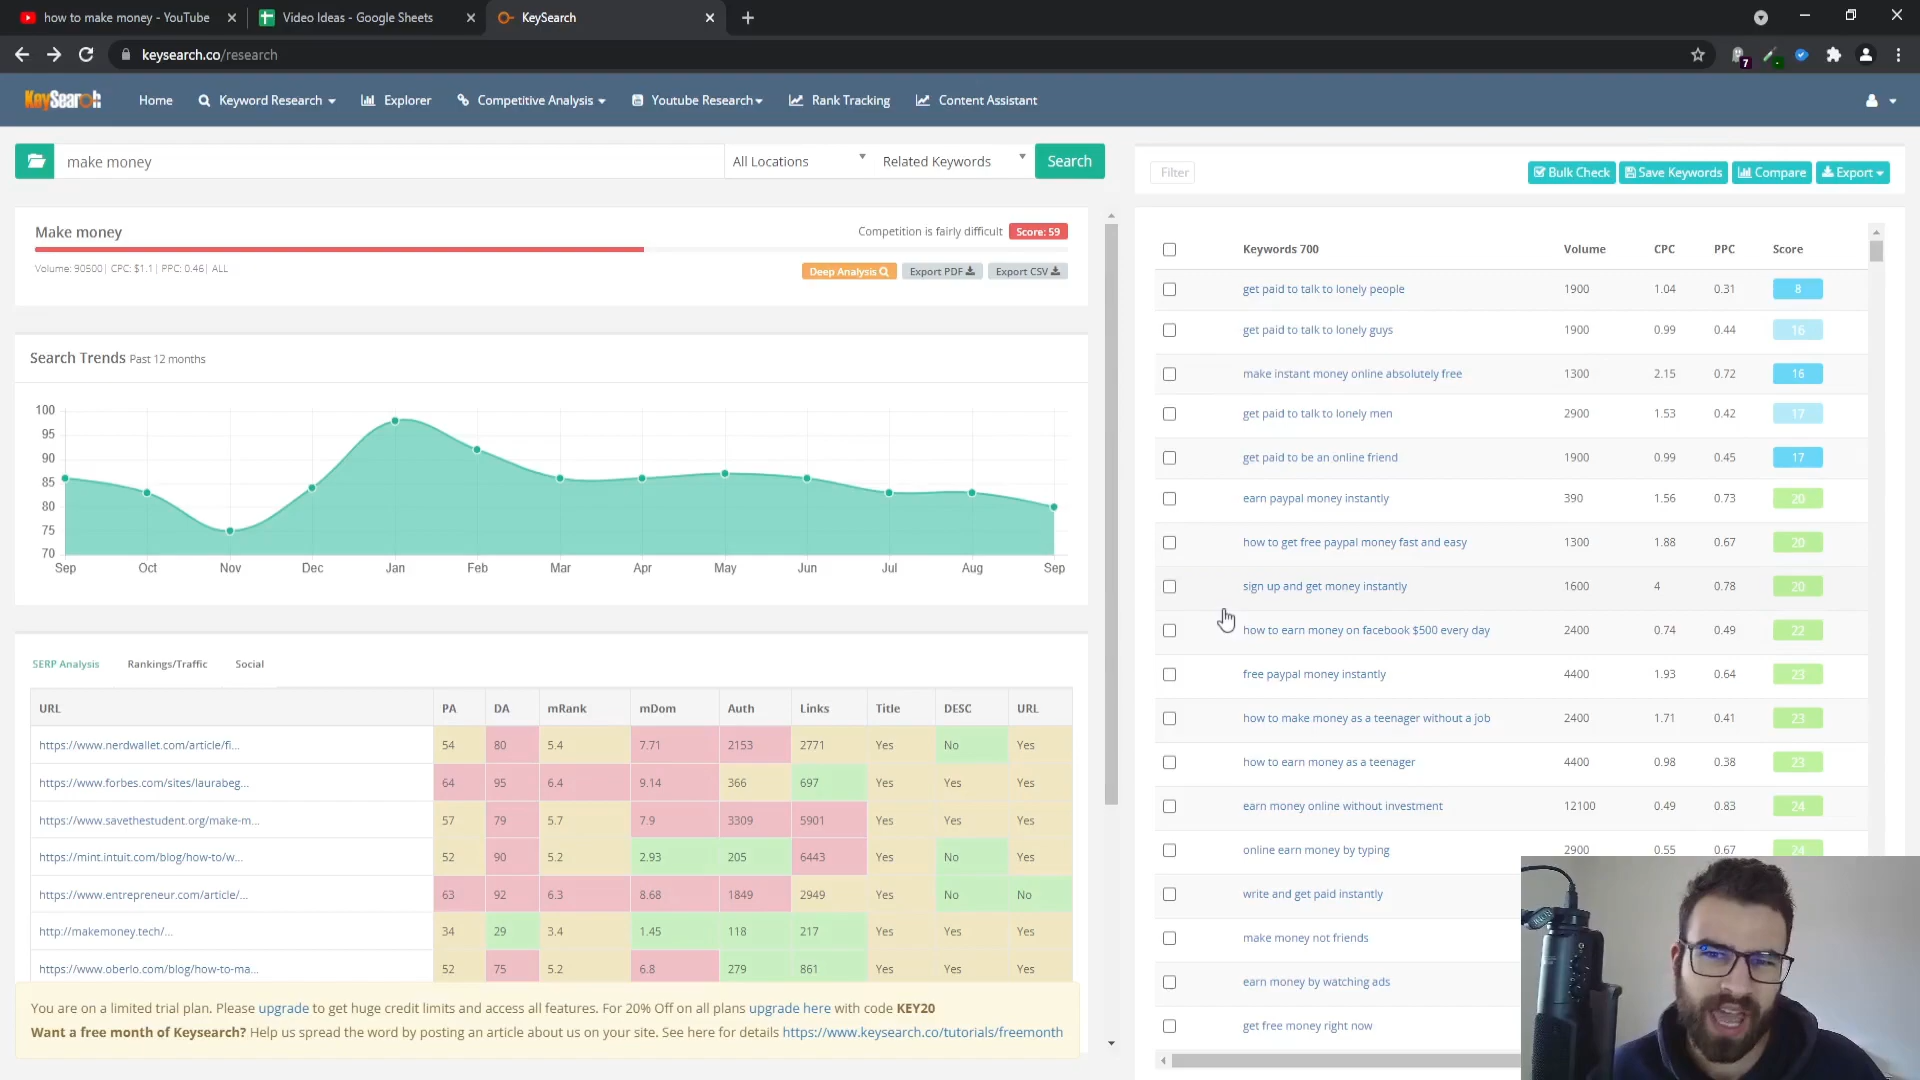 how to make money - YouTube
Video Ideas - Google Sheets
KeySearch
keysearch.co/research
7
KeySearch
Home
Keyword Research
Explorer
Competitive Analysis
Youtube Research
Rank Tracking
Content Assistant
make money
All Locations
Related Keywords
Search
Filter
Bulk Check
Save Keywords
Compare
Export
Make money
Competition is fairly difficult
Score: 59
Volume: 90500| CPC: $1.1| PPC: 0.46| ALL
Deep Analysis
Export PDF
Export CSV
Search Trends Past 12 months
100
95
90
85
80
75
70
Sep Oct Nov Dec Jan Feb Mar Apr May Jun Jul Aug Sep
SERP Analysis
Rankings/Traffic
Social
URL PA DA mRank mDom Auth Links Title DESC URL
https://www.nerdwallet.com/article/fi... 54 80 5.4 7.71 2153 2771 Yes No Yes
https://www.forbes.com/sites/laurabeg... 64 95 6.4 9.14 366 697 Yes Yes Yes
https://www.savethestudent.org/make-m... 57 79 5.7 7.9 3309 5901 Yes Yes Yes
https://mint.intuit.com/blog/how-to/w... 52 90 5.2 2.93 205 6443 Yes No Yes
https://www.entrepreneur.com/article/... 63 92 6.3 8.68 1849 2949 Yes No No
http://makemoney.tech/... 34 29 3.4 1.45 118 217 Yes Yes Yes
https://www.oberlo.com/blog/how-to-ma... 52 75 5.2 6.8 279 861 Yes Yes Yes
You are on a limited trial plan. Please upgrade to get huge credit limits and access all features. For 20% Off on all plans upgrade here with code KEY20
Want a free month of Keysearch? Help us spread the word by posting an article about us on your site. See here for details https://www.keysearch.co/tutorials/freemonth
Keywords 700 Volume CPC PPC Score
get paid to talk to lonely people 1900 1.04 0.31 8
get paid to talk to lonely guys 1900 0.99 0.44 16
make instant money online absolutely free 1300 2.15 0.72 16
get paid to talk to lonely men 2900 1.53 0.42 17
get paid to be an online friend 1900 0.99 0.45 17
earn paypal money instantly 390 1.56 0.73 20
how to get free paypal money fast and easy 1300 1.88 0.67 20
sign up and get money instantly 1600 4 0.78 20
how to earn money on facebook $500 every day 2400 0.74 0.49 22
free paypal money instantly 4400 1.93 0.64 23
how to make money as a teenager without a job 2400 1.71 0.41 23
how to earn money as a teenager 4400 0.98 0.38 23
earn money online without investment 12100 0.49 0.83 24
online earn money by typing 2900 0.55 0.67 24
write and get paid instantly
make money not friends
earn money by watching ads
get free money right now